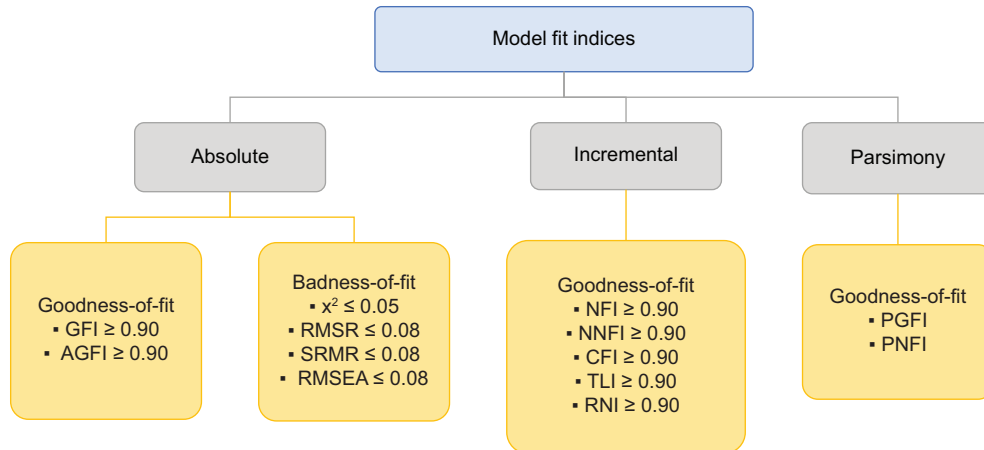 Model fit indices
Absolute
Incremental
Parsimony
Goodness-of-fit
▪ GFI ≥ 0.90
▪ AGFI ≥ 0.90
Badness-of-fit
▪ x² ≤ 0.05
▪ RMSR ≤ 0.08
▪ SRMR ≤ 0.08
▪ RMSEA ≤ 0.08
Goodness-of-fit
▪ NFI ≥ 0.90
▪ NNFI ≥ 0.90
▪ CFI ≥ 0.90
▪ TLI ≥ 0.90
▪ RNI ≥ 0.90
Goodness-of-fit
▪ PGFI
▪ PNFI